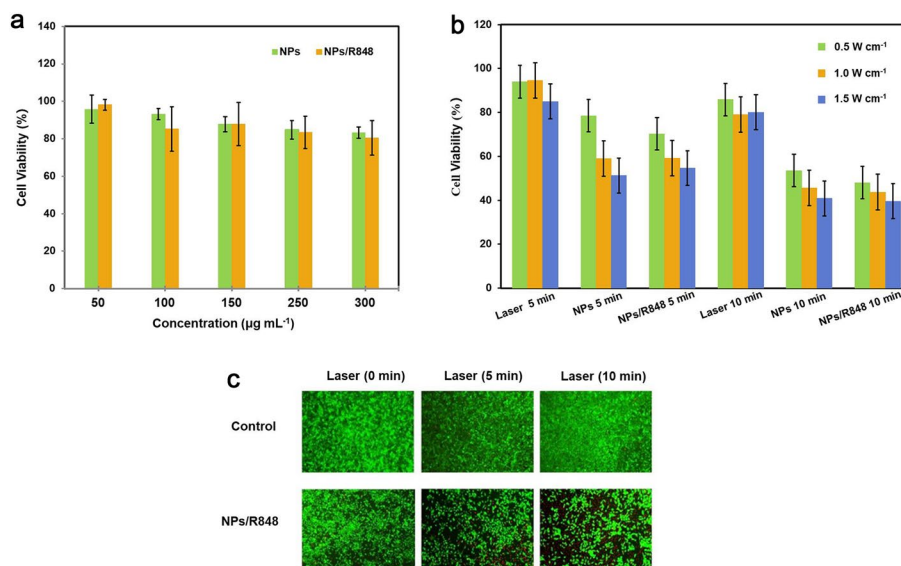 a
140
120
100
80
60
40
20
0
Cell Viability (%)
NPs
NPs/R848
50 100 150 250 300
Concentration (µg mL-1)
b
120
100
80
60
40
20
0
Cell Viability (%)
0.5 W cm-1
1.0 W cm-1
1.5 W cm-1
Laser 5 min
NPs 5 min
NPs/R848 5 min
Laser 10 min
NPs 10 min
NPs/R848 10 min
c
Laser (0 min) Laser (5 min) Laser (10 min)
Control
NPs/R848